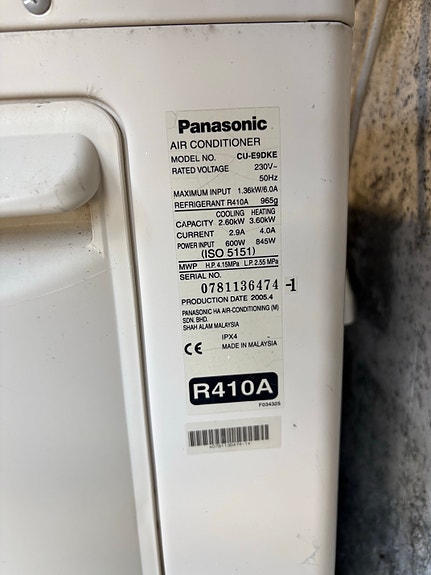 Panasonic
AIR CONDITIONER
MODEL NO. CU-E9DKE
RATED VOLTAGE 230V~
50Hz
MAXIMUM INPUT 1.36kW/6.0A
REFRIGERANT R410A 965g
COOLING HEATING
CAPACITY 2.60kW 3.60kW
CURRENT 2.9A 4.0A
POWER INPUT 600W 845W
(ISO 5151)
MWP H.P. 4.15MPa L.P. 2.55 MPa
SERIAL NO.
0781136474 -1
PRODUCTION DATE 2005.4
PANASONIC HA AIR-CONDITIONING (M)
SDN. BHD.
SHAH ALAM MALAYSIA
IPX4
CE MADE IN MALAYSIA
R410A
F034325